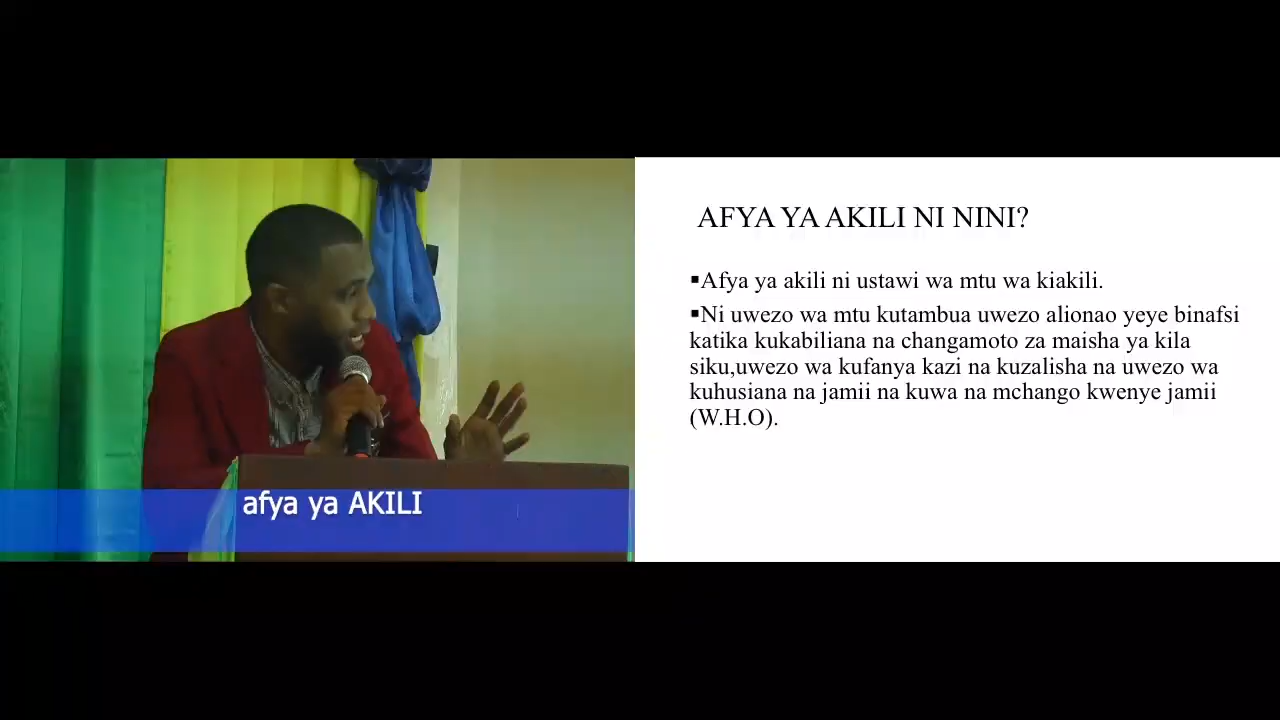 AFYA YA AKILI NI NINI?
▪Afya ya akili ni ustawi wa mtu wa kiakili.
▪Ni uwezo wa mtu kutambua uwezo alionao yeye binafsi
katika kukabiliana na changamoto za maisha ya kila
siku,uwezo wa kufanya kazi na kuzalisha na uwezo wa
kuhusiana na jamii na kuwa na mchango kwenye jamii
(W.H.O).
afya ya AKILI